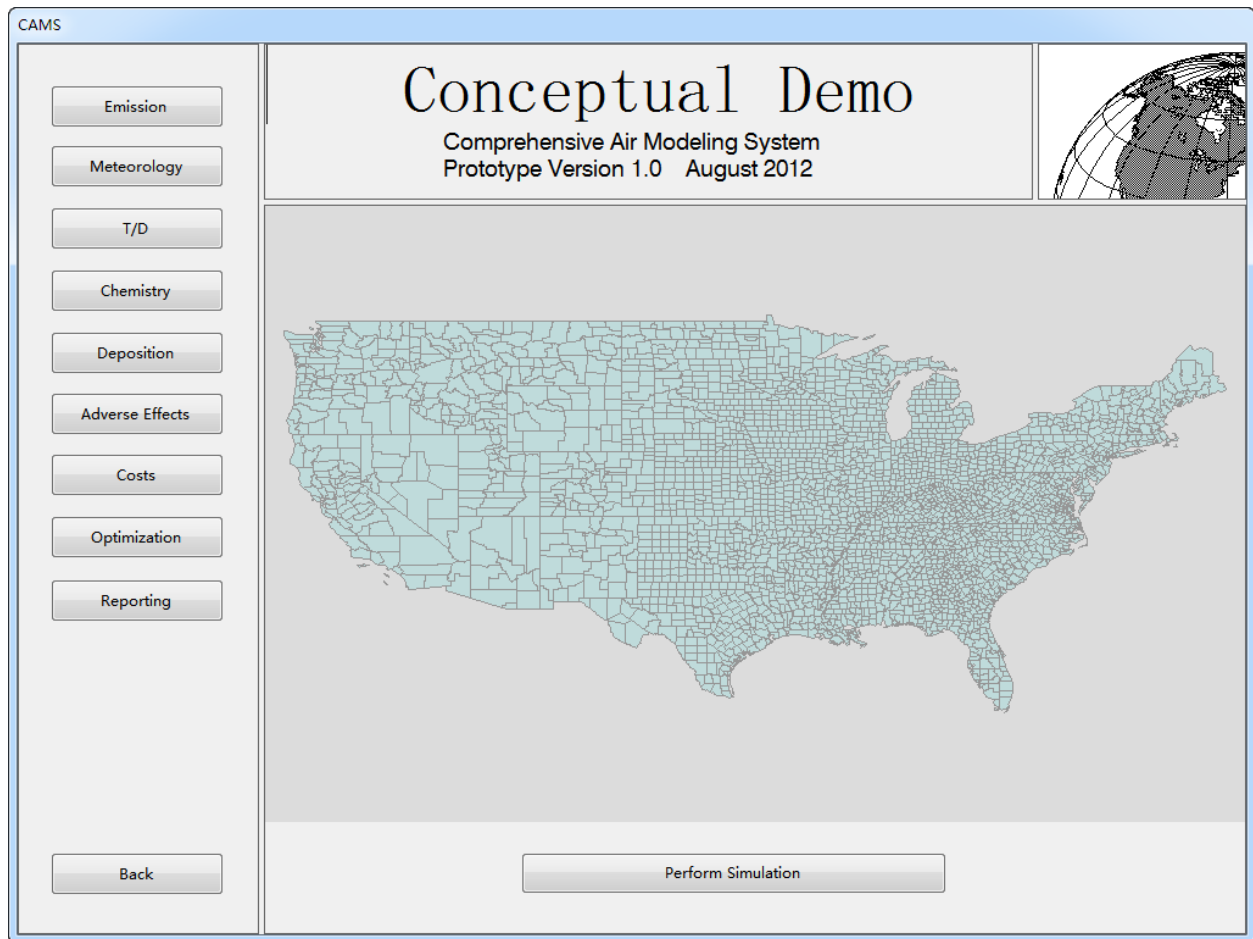 CAMS
Emission
Meteorology
T/D
Chemistry
Deposition
Adverse Effects
Costs
Optimization
Reporting
Back
Conceptual Demo
Comprehensive Air Modeling System
Prototype Version 1.0 August 2012
Perform Simulation